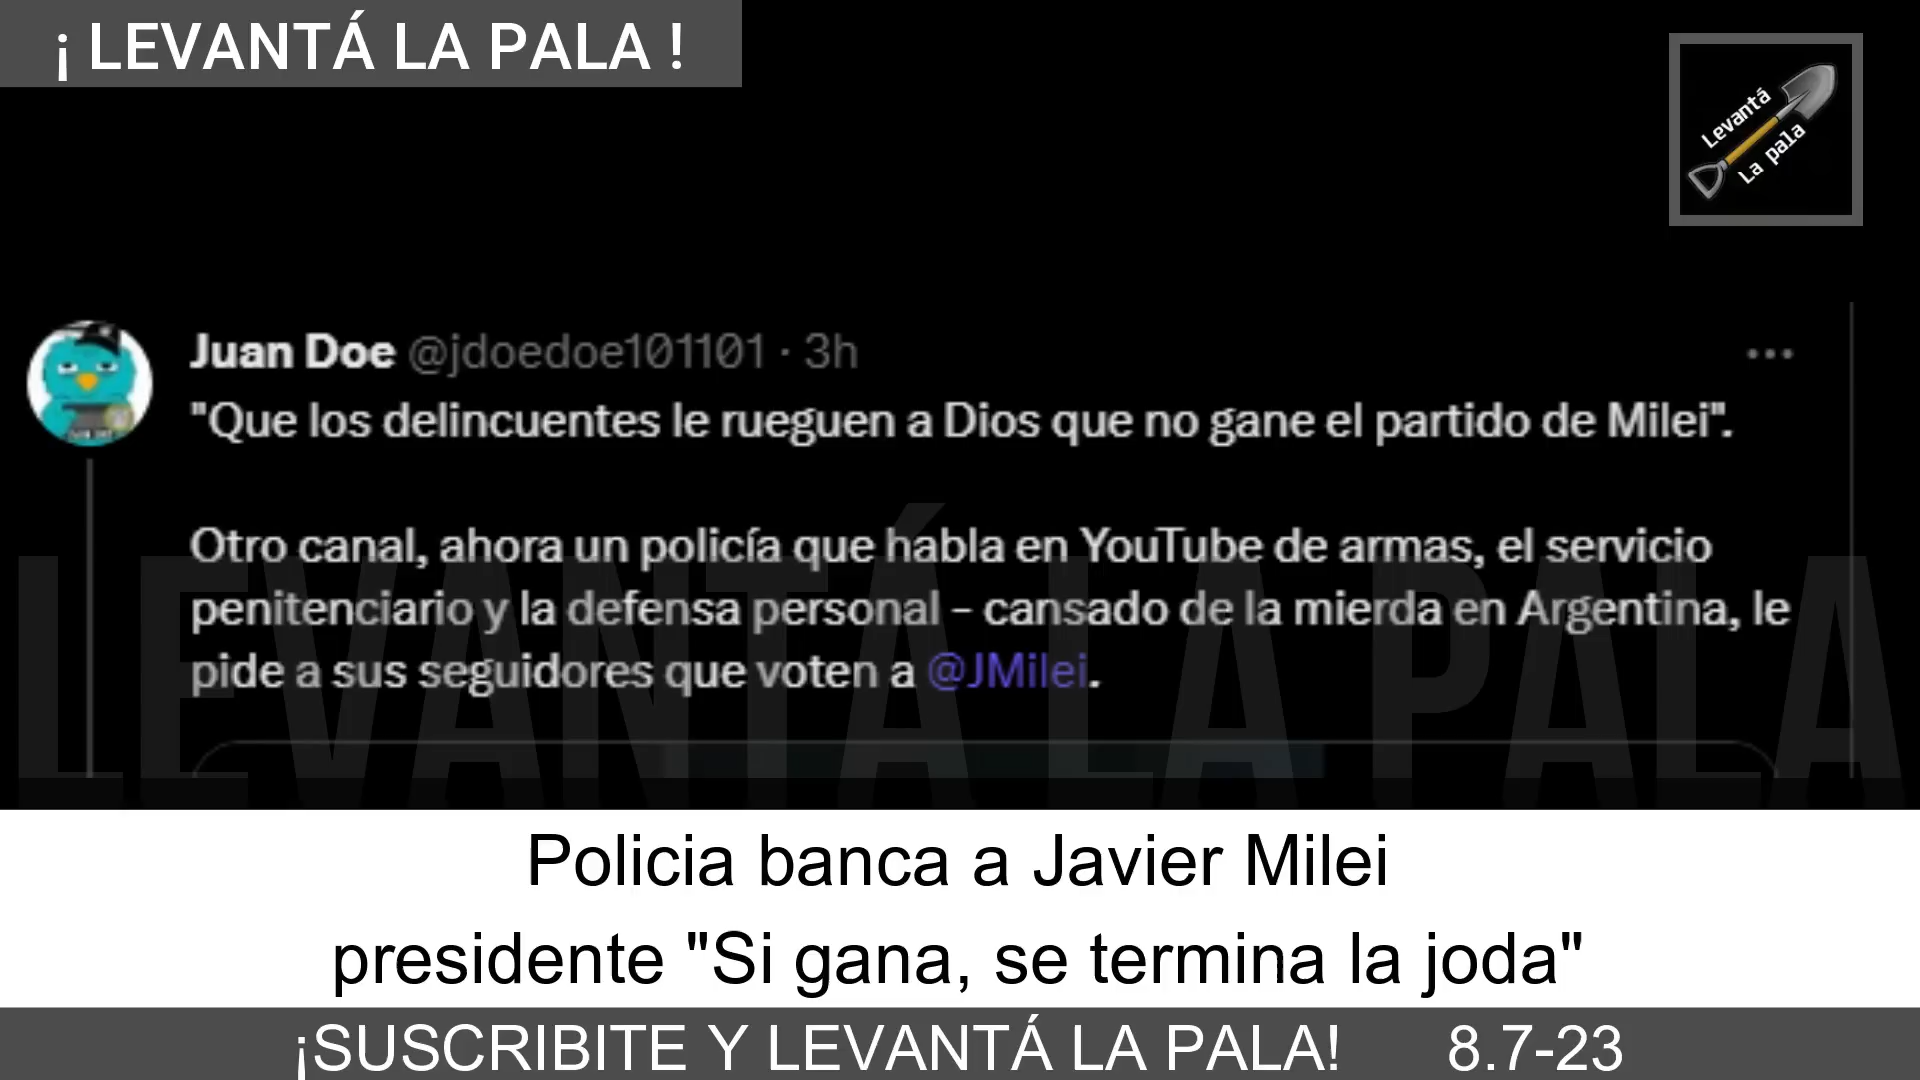 ¡ LEVANTÁ LA PALA !
Levantá
La pala
Juan Doe @jdoedoe101101 · 3h
"Que los delincuentes le rueguen a Dios que no gane el partido de Milei".
Otro canal, ahora un policía que habla en YouTube de armas, el servicio
penitenciario y la defensa personal – cansado de la mierda en Argentina, le
pide a sus seguidores que voten a @JMilei.
LEVANTÁ LA PALA
Policia banca a Javier Milei
presidente "Si gana, se termina la joda"
¡SUSCRIBITE Y LEVANTÁ LA PALA! 8.7-23